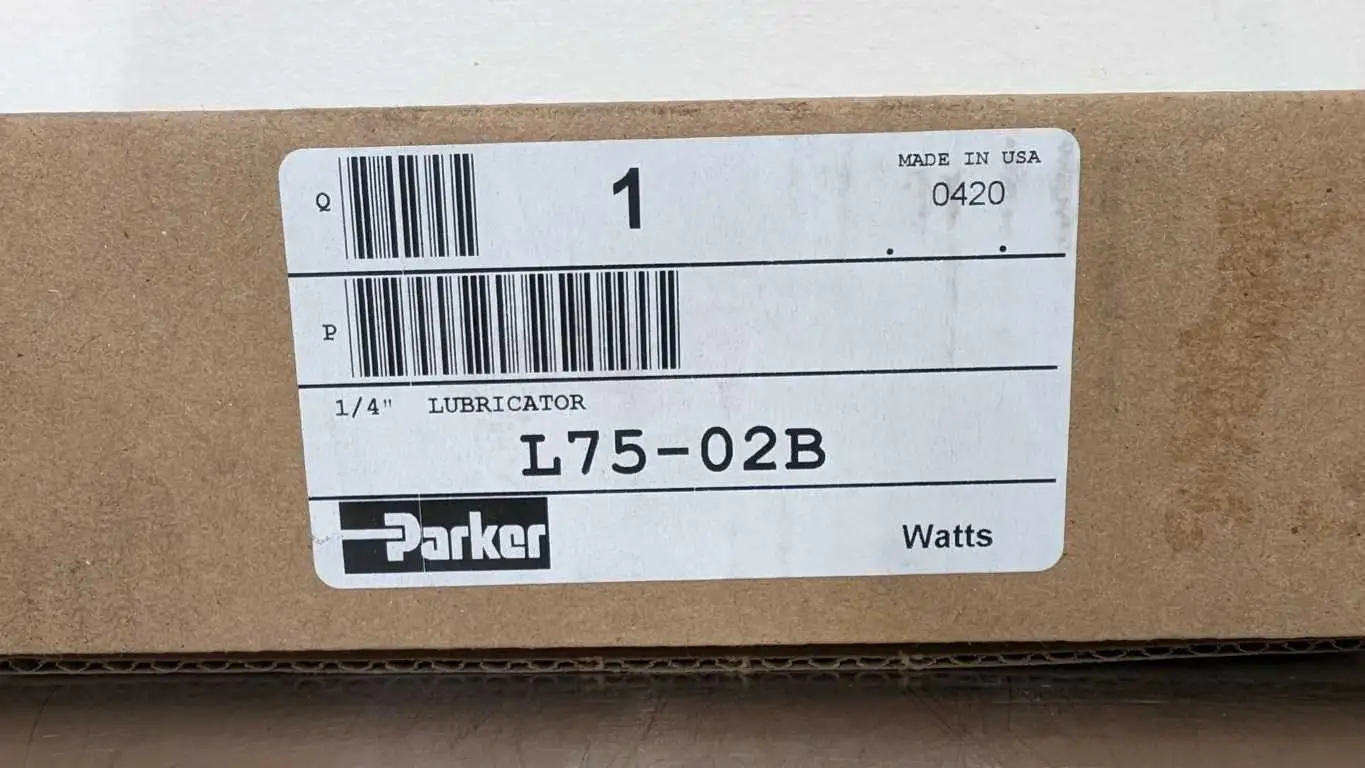 Q 1 MADE IN USA
0420
P
1/4" LUBRICATOR
L75-02B
Parker Watts